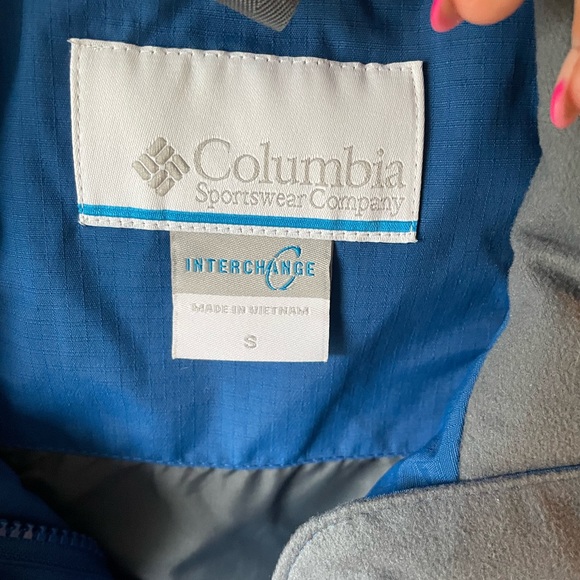 Columbia
Sportswear Company
INTERCHANGE
MADE IN VIETNAM
S